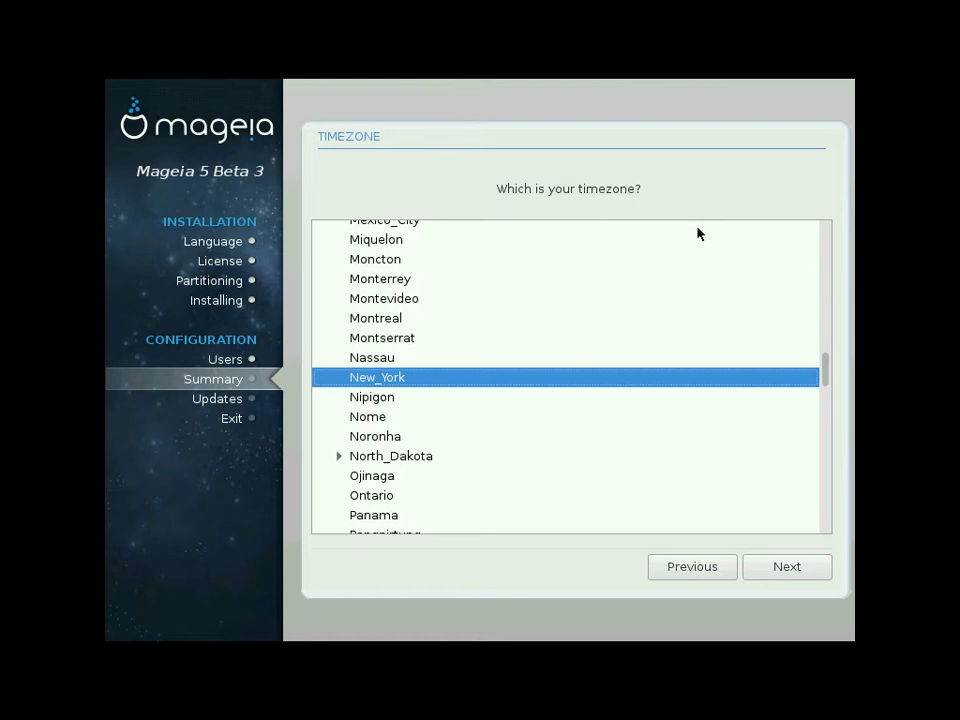 mageia
Mageia 5 Beta 3
INSTALLATION
Language
License
Partitioning
Installing
CONFIGURATION
Users
Summary
Updates
Exit
TIMEZONE
Which is your timezone?
Mexico_City
Miquelon
Moncton
Monterrey
Montevideo
Montreal
Montserrat
Nassau
New_York
Nipigon
Nome
Noronha
North_Dakota
Ojinaga
Ontario
Panama
Previous
Next